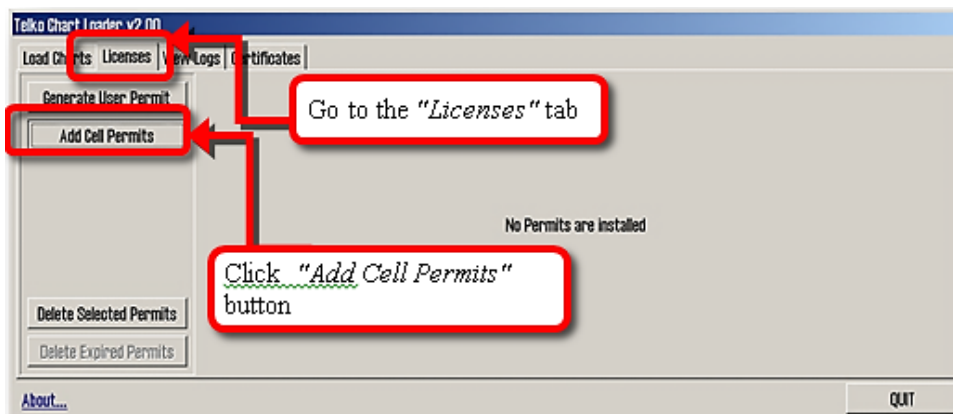 Telko Chart Loader v2.00
Load Charts Licenses View Logs Certificates
Generate User Permit
Go to the "Licenses" tab
Add Cell Permits
No Permits are installed
Click "Add Cell Permits"
button
Delete Selected Permits
Delete Expired Permits
About...
QUIT